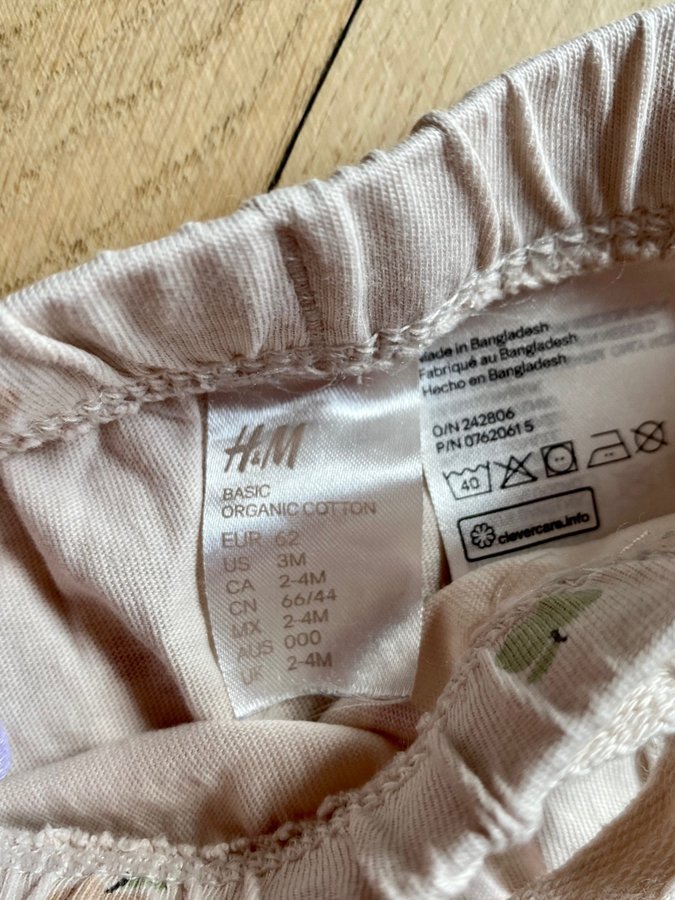 H&M
BASIC
ORGANIC COTTON
EUR 62
US 3M
CA 2-4M
CN 66/44
MX 2-4M
AUS 000
UK 2-4M
Made in Bangladesh
Fabriqué au Bangladesh
Hecho en Bangladesh
O/N 242806
P/N 0762061 5
40
clevercare.info